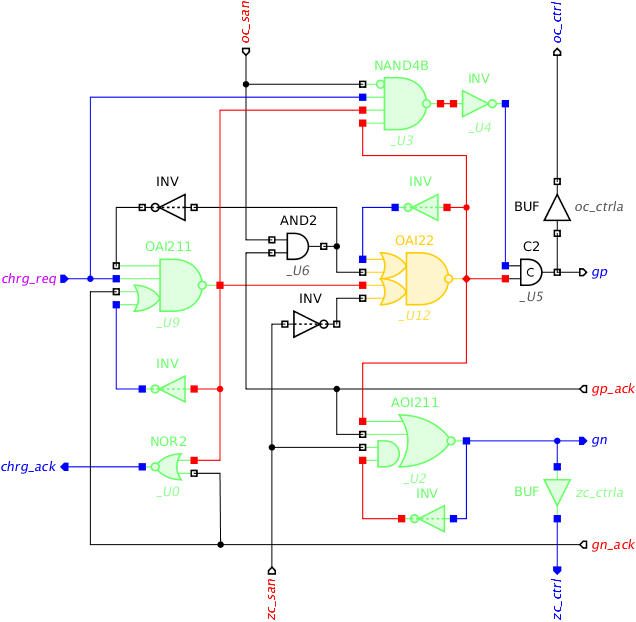 oc_san
oc_ctrl
NAND4B
INV
_U3
_U4
INV
INV
BUF
oc_ctrla
AND2
OAI211
OAI22
C2
chrg_req
_U6
C
gp
INV
_U9
_U12
_U5
INV
gp_ack
AOI211
NOR2
gn
chrg_ack
_U2
_U0
INV
BUF
zc_ctrla
gn_ack
zc_san
zc_ctrl